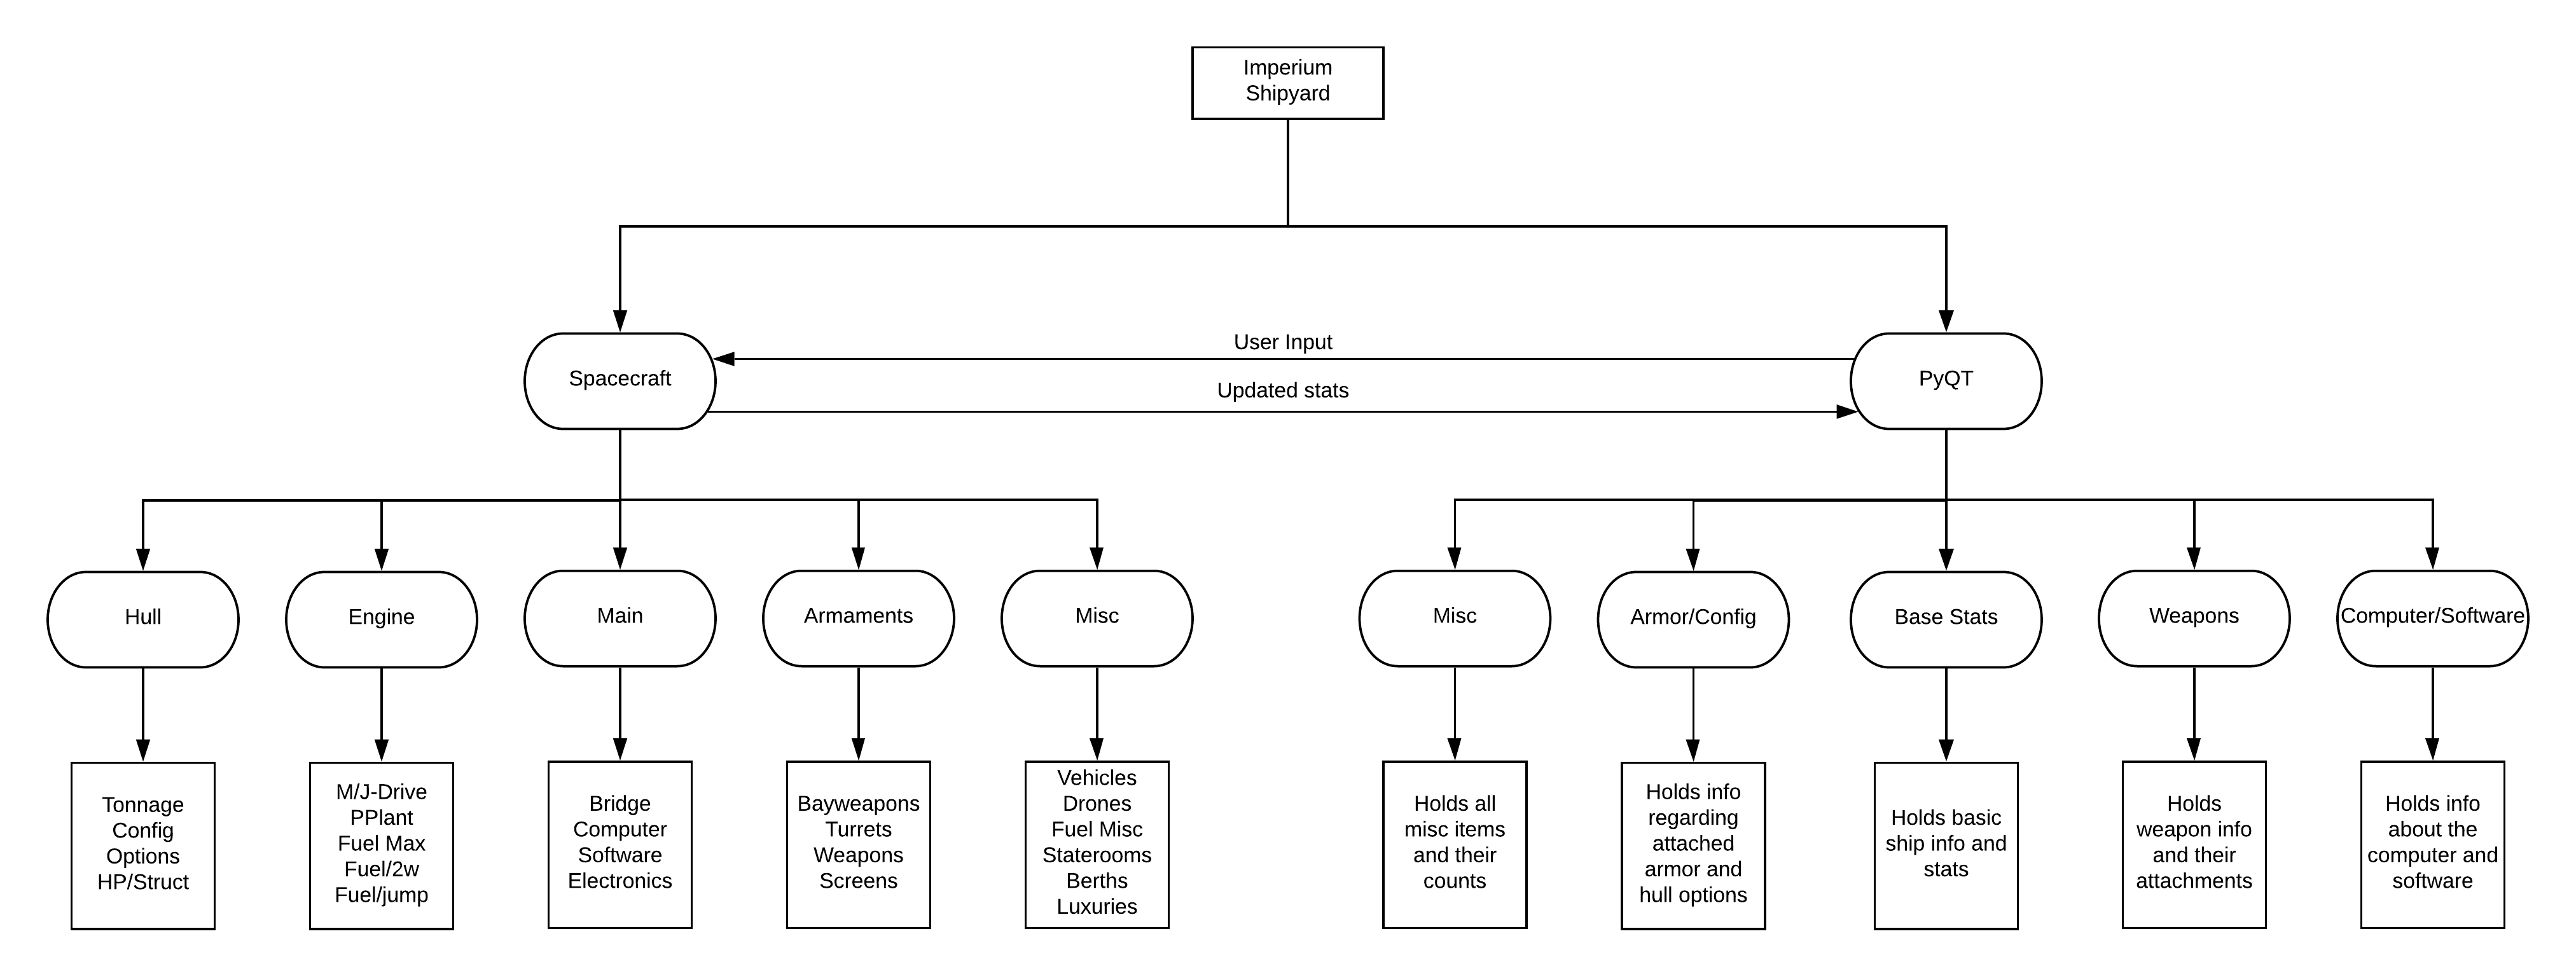 Imperium
Shipyard
User Input
Spacecraft
PyQT
Updated stats
Hull
Engine
Main
Armaments
Misc
Misc
Armor/Config
Base Stats
Weapons
Computer/Software
Tonnage
Config
Options
HP/Struct
M/J-Drive
PPlant
Fuel Max
Fuel/2w
Fuel/jump
Bridge
Computer
Software
Electronics
Bayweapons
Turrets
Weapons
Screens
Vehicles
Drones
Fuel Misc
Staterooms
Berths
Luxuries
Holds all
misc items
and their
counts
Holds info
regarding
attached
armor and
hull options
Holds basic
ship info and
stats
Holds
weapon info
and their
attachments
Holds info
about the
computer and
software